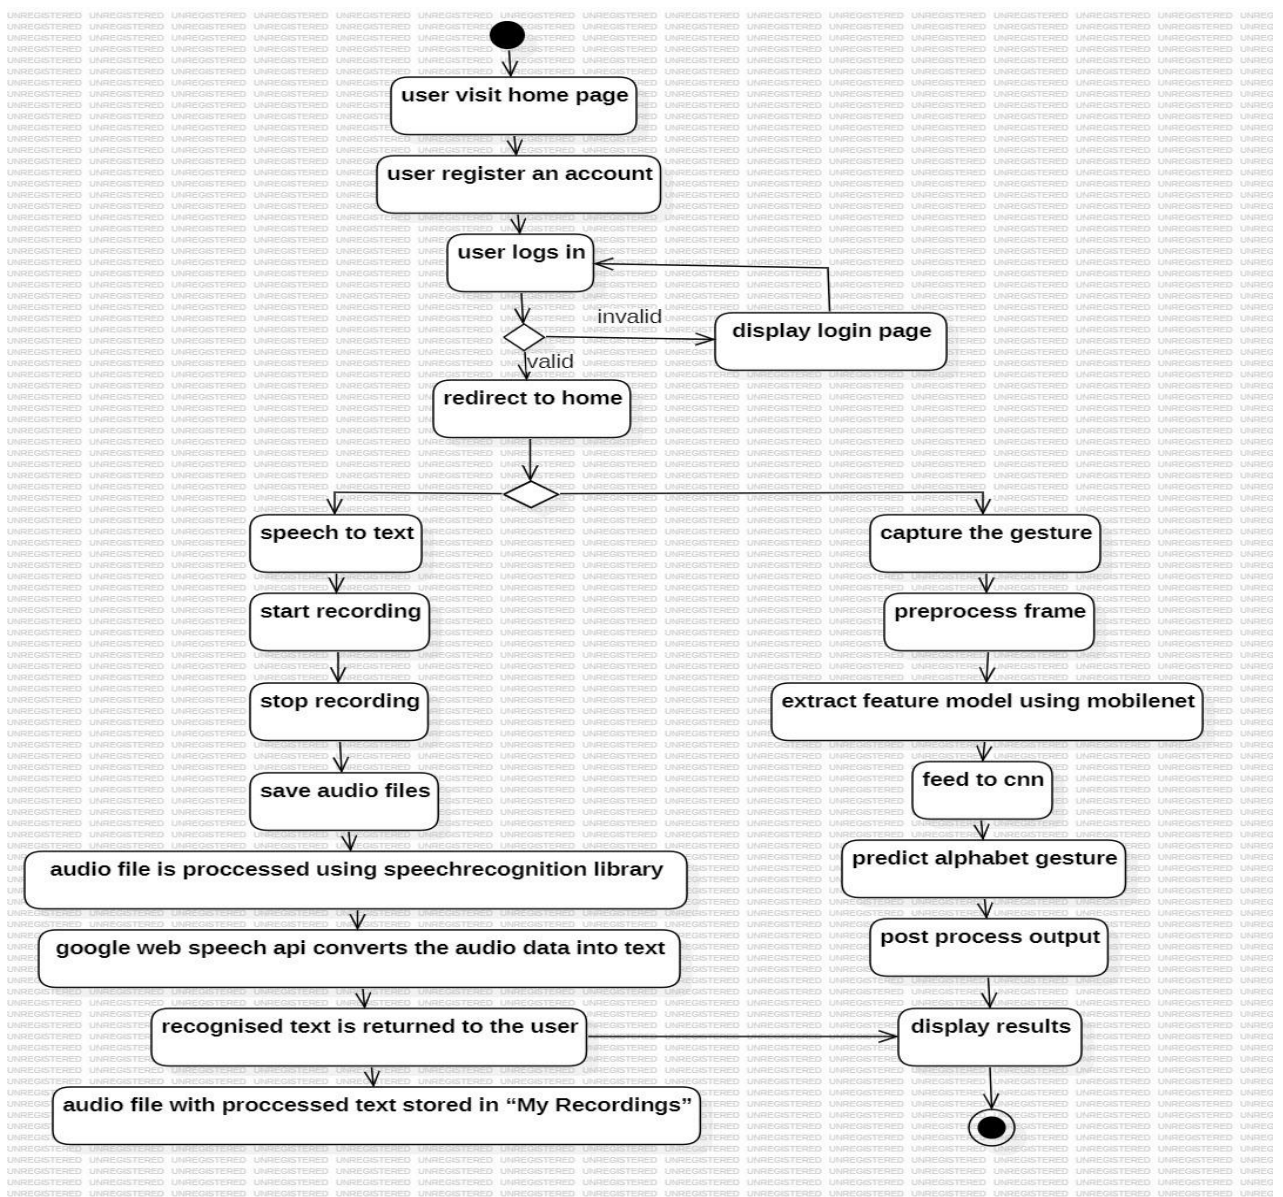 user visit home page
user register an account
user logs in
invalid
display login page
valid
redirect to home
speech to text
start recording
stop recording
save audio files
audio file is proccessed using speechrecognition library
google web speech api converts the audio data into text
recognised text is returned to the user
audio file with proccessed text stored in “My Recordings”
capture the gesture
preprocess frame
extract feature model using mobilenet
feed to cnn
predict alphabet gesture
post process output
display results
UNREGISTERED